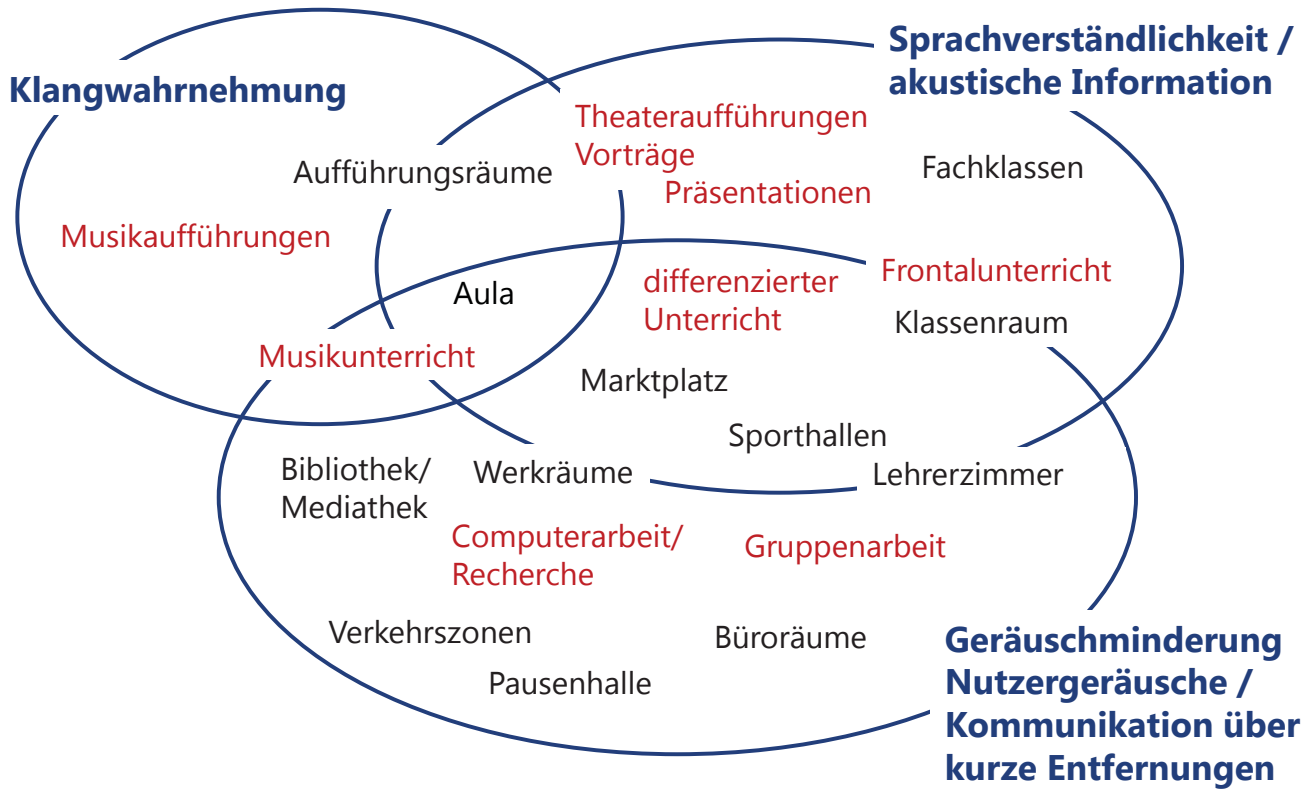 Klangwahrnehmung
Sprachverständlichkeit /
akustische Information
Theateraufführungen
Vorträge
Präsentationen
Fachklassen
Aufführungsräume
Musikaufführungen
differenzierter
Unterricht
Frontalunterricht
Aula
Klassenraum
Musikunterricht
Marktplatz
Sporthallen
Bibliothek/
Mediathek
Werkräume
Lehrerzimmer
Computerarbeit/
Recherche
Gruppenarbeit
Verkehrszonen
Büroräume
Pausenhalle
Geräuschminderung
Nutzergeräusche /
Kommunikation über
kurze Entfernungen